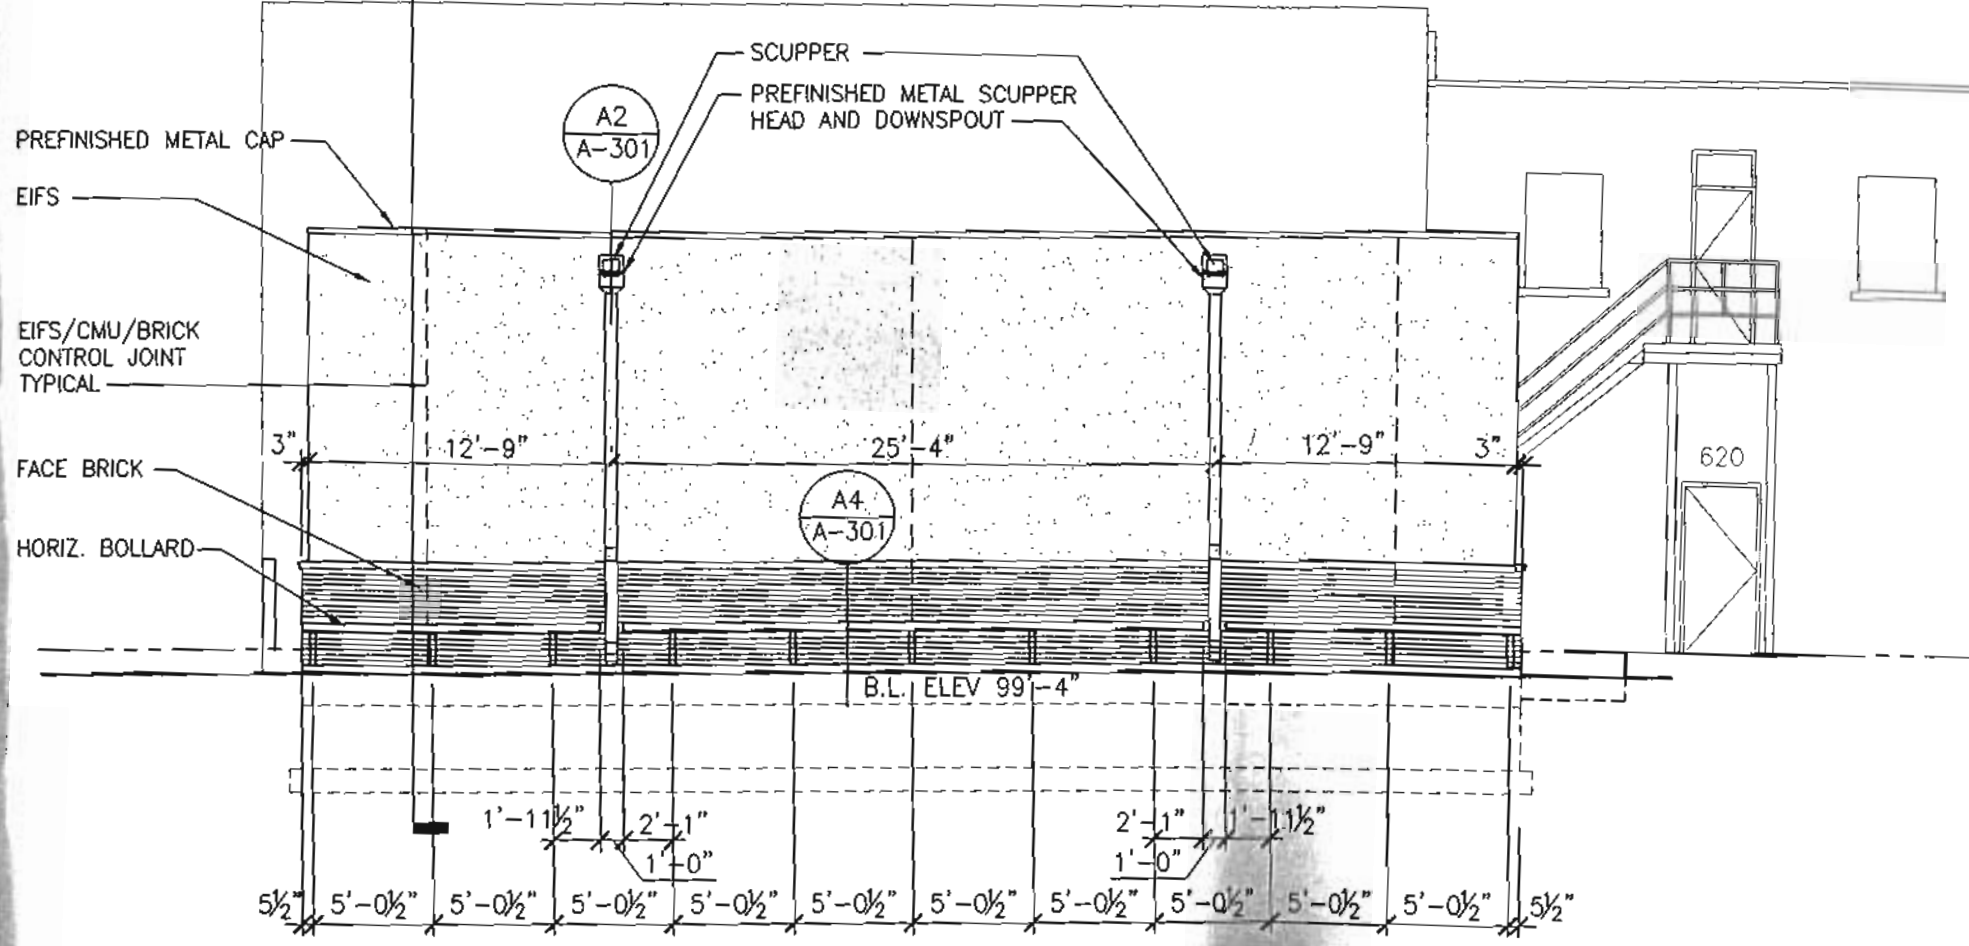 SCUPPER
PREFINISHED METAL SCUPPER
HEAD AND DOWNSPOUT
A2
A-301
PREFINISHED METAL CAP
EIFS
EIFS/CMU/BRICK
CONTROL JOINT
TYPICAL
3" 12'-9" 25'-4" 12'-9" 3"
620
FACE BRICK
A4
A-301
HORIZ. BOLLARD
B.L. ELEV 99'-4"
1'-11½" 2'-1" 2'-1" 1'-11½"
1'-0" 1'-0"
5½" 5'-0½" 5'-0½" 5'-0½" 5'-0½" 5'-0½" 5'-0½" 5'-0½" 5'-0½" 5'-0½" 5'-0½" 5½"